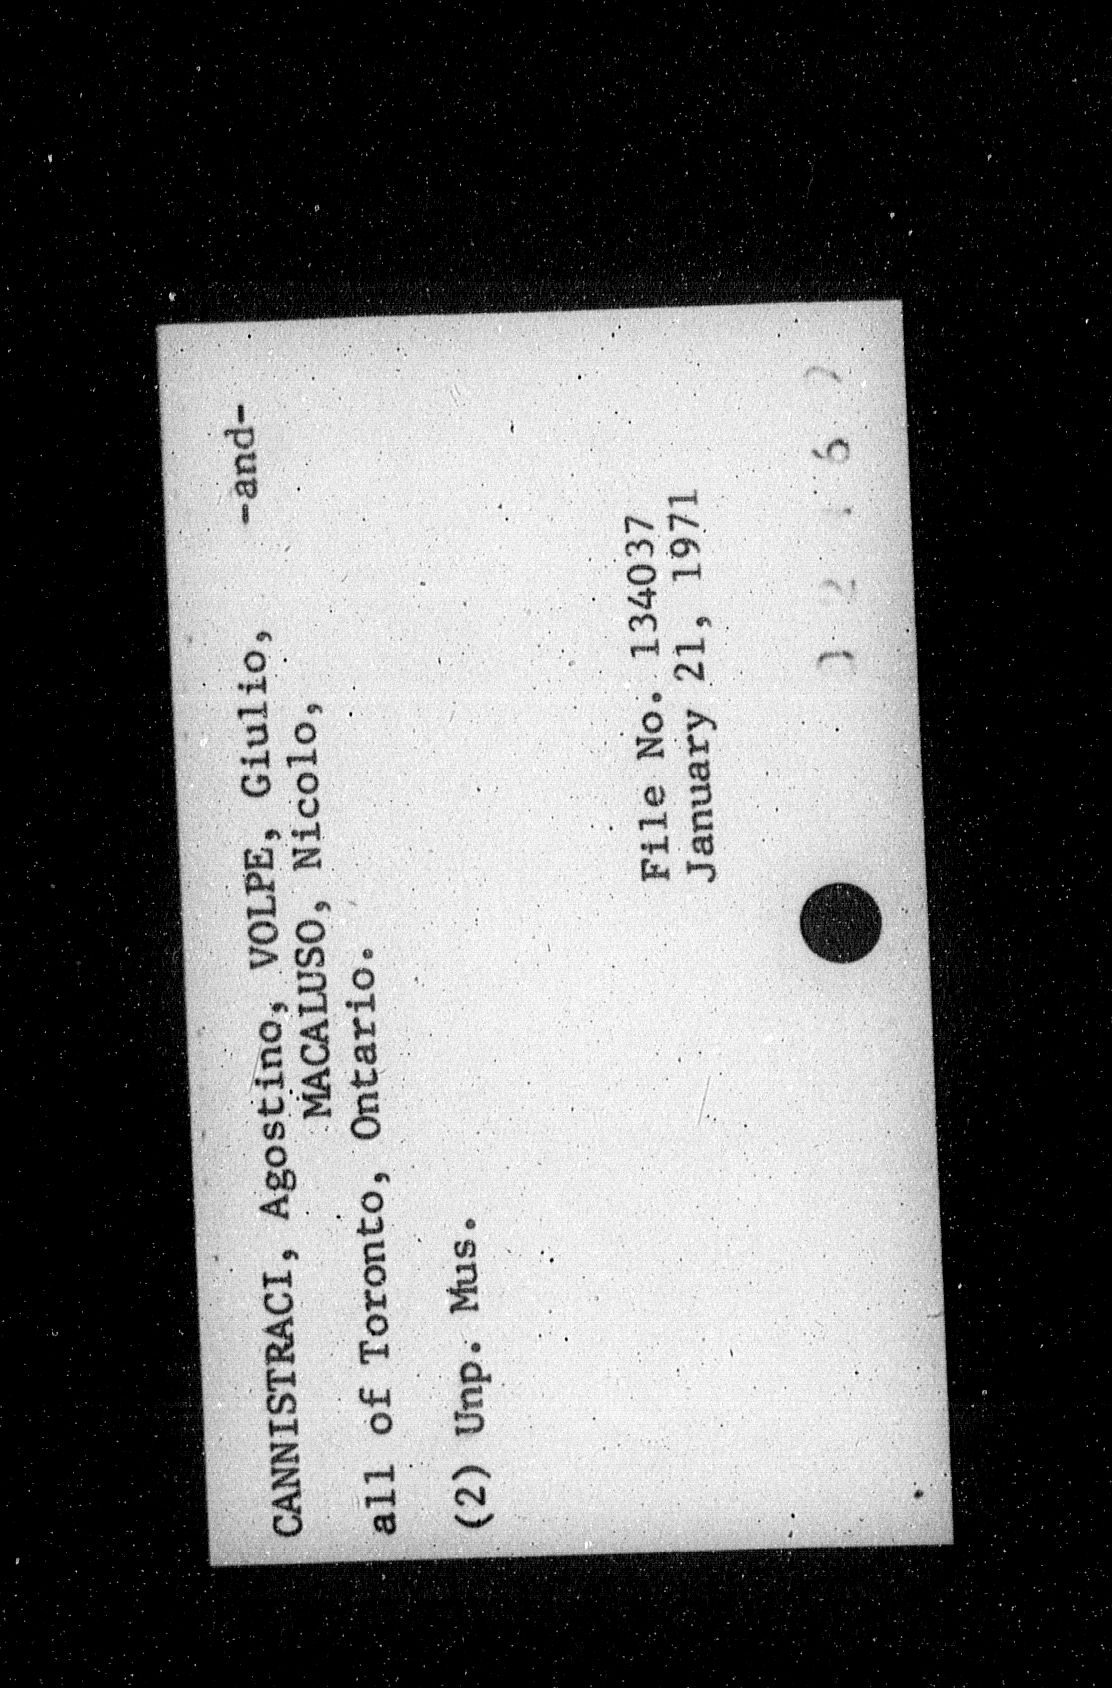 CANNISTRACI, Agostino, VOLPE, Giulio, -and-
MACALUSO, Nicolo,
all of Toronto, Ontario.
(2) Unp. Mus.
File No. 134037
January 21, 1971